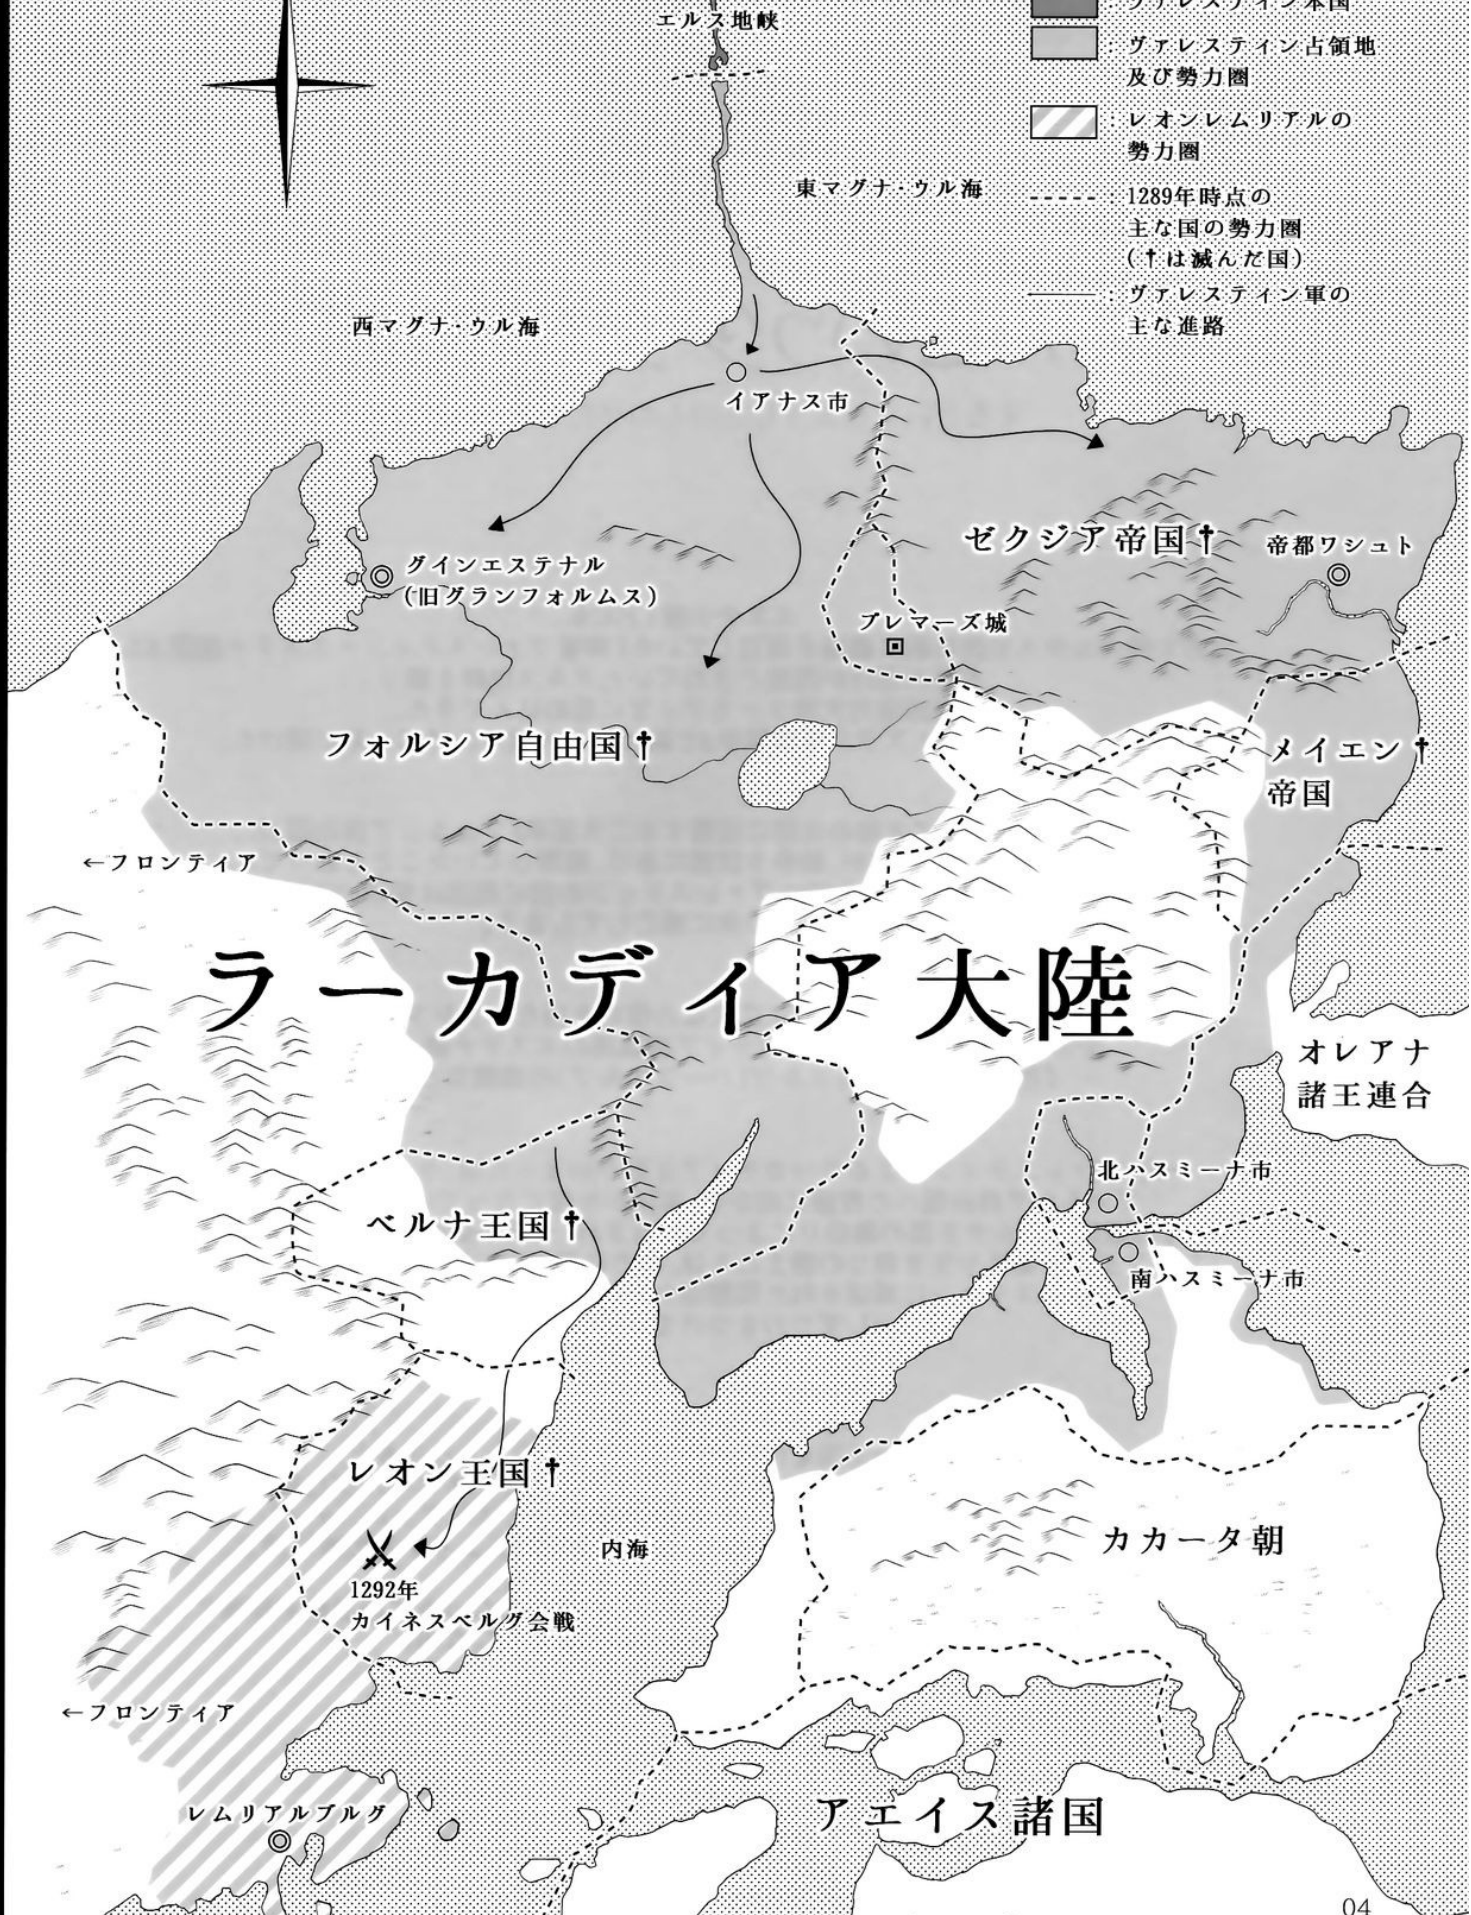 エルス地峡
: ヴァレスティン本国
: ヴァレスティン占領地
及び勢力圏
: レオンレムリアルの
勢力圏
: 1289年時点の
主な国の勢力圏
(†は滅んだ国)
: ヴァレスティン軍の
主な進路
東マグナ・ウル海
西マグナ・ウル海
イアナス市
ゼクジア帝国†
帝都ワシュト
グインエステナル
(旧グランフォルムス)
ブレマーズ城
フォルシア自由国†
メイエン†
帝国
←フロンティア
ラーカディア大陸
オレアナ
諸王連合
北ハスミーナ市
ベルナ王国†
南ハスミーナ市
レオン王国†
内海
カカータ朝
1292年
カイネスベルグ会戦
←フロンティア
レムリアルブルグ
アエイス諸国
04